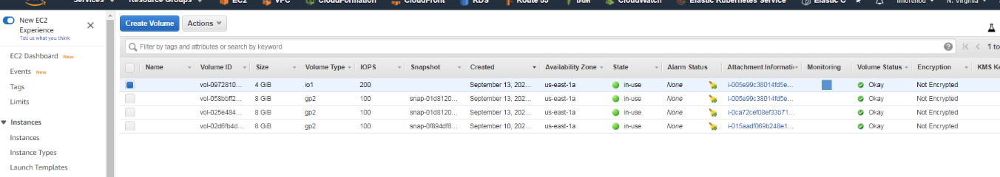 Services Resource Groups EC2 VPC CloudFormation CloudFront RDS Route 53 IAM CloudWatch Elastic Kubernetes Service Elastic C N. Virginia
New EC2
Experience
Tell us what you think
EC2 Dashboard New
Events New
Tags
Limits
Instances
Instances
Instance Types
Launch Templates
Create Volume Actions
Filter by tags and attributes or search by keyword 1 to
Name Volume ID Size Volume Type IOPS Snapshot Created Availability Zone State Alarm Status Attachment Informati Monitoring Volume Status Encryption KMS Ke
vol-0972810... 4 GiB io1 200 September 13, 202... us-east-1a in-use None i-005e99c38014fd5e... Okay Not Encrypted
vol-058bbff2... 8 GiB gp2 100 snap-01d8120... September 13, 202... us-east-1a in-use None i-005e99c38014fd5e... Okay Not Encrypted
vol-025e484... 8 GiB gp2 100 snap-01d8120... September 13, 202... us-east-1a in-use None i-0ca72cef08ef33b71... Okay Not Encrypted
vol-02d6fb4d... 8 GiB gp2 100 snap-0f894df8... September 10, 202... us-east-1a in-use None i-015aadf069b248e1... Okay Not Encrypted